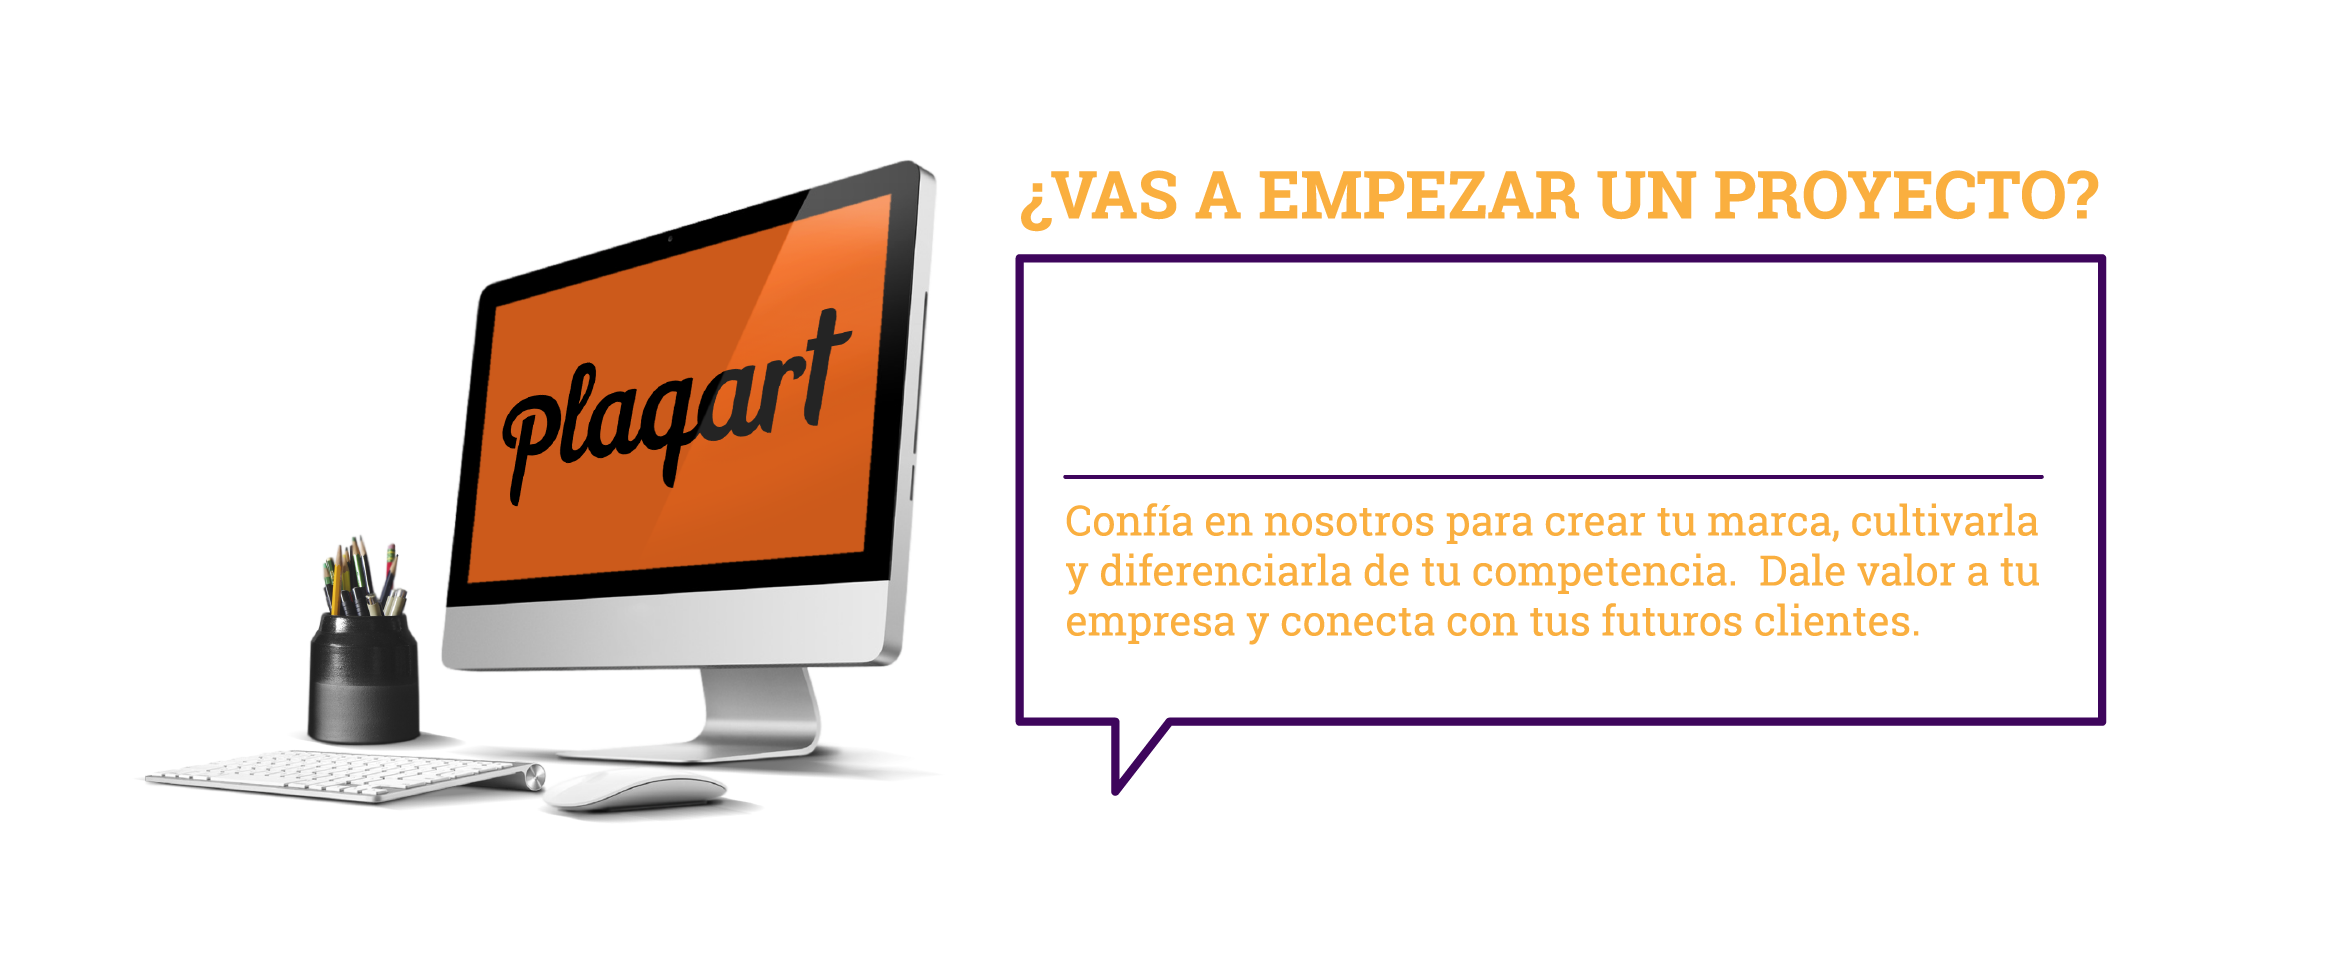 plaqart
¿VAS A EMPEZAR UN PROYECTO?
Confía en nosotros para crear tu marca, cultivarla
y diferenciarla de tu competencia.  Dale valor a tu
empresa y conecta con tus futuros clientes.